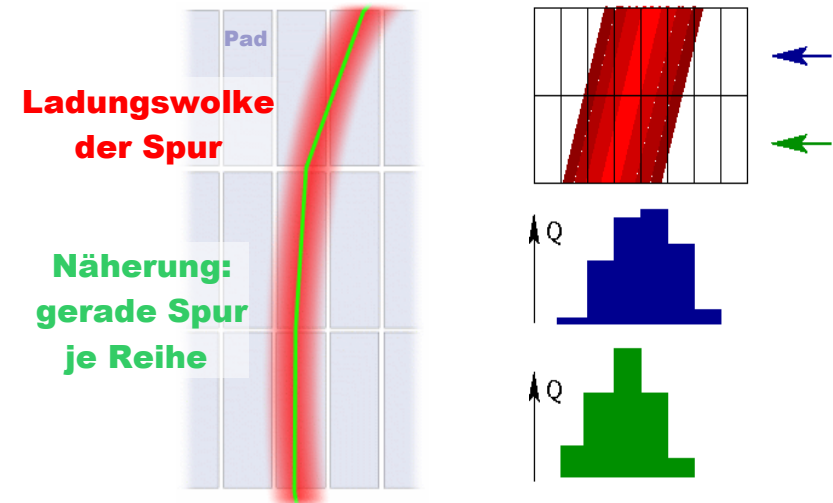 Pad
Ladungswolke
der Spur
Näherung:
gerade Spur
je Reihe
Q
Q